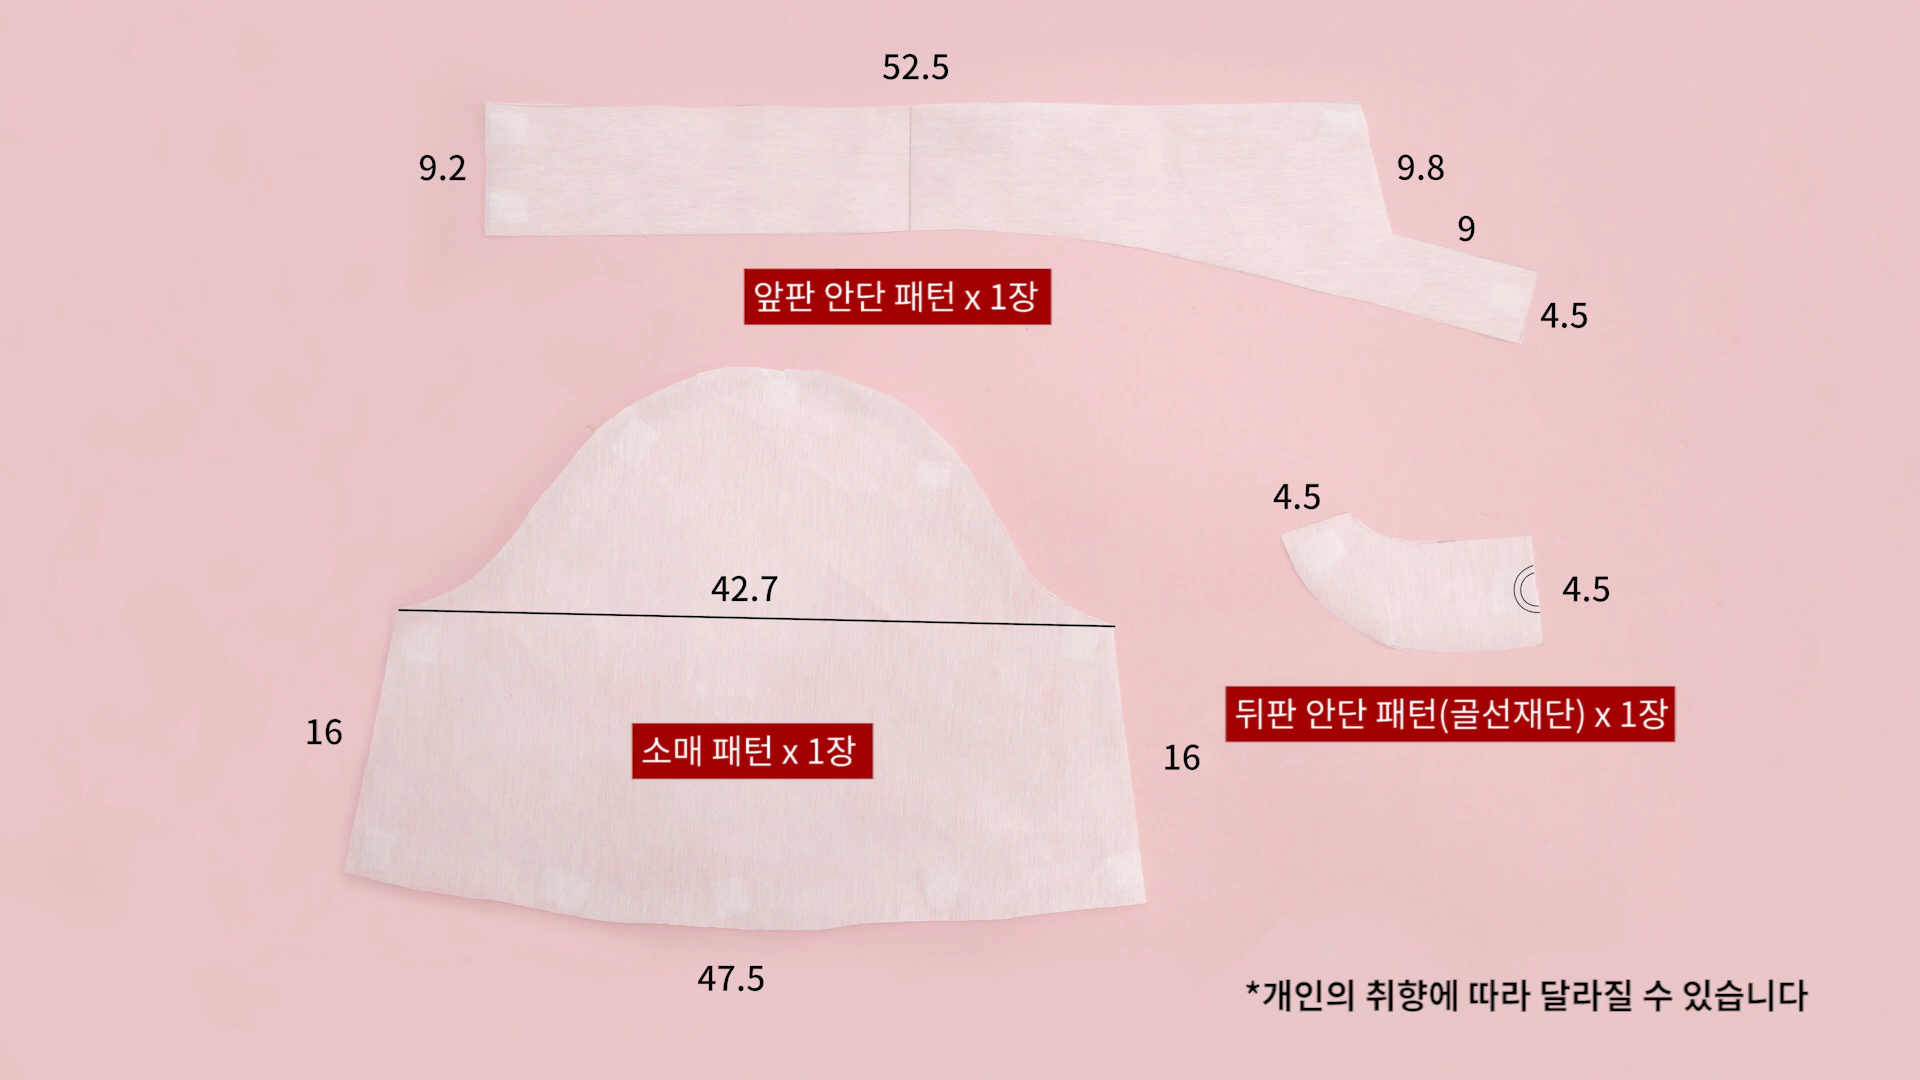 52.5
9.2
9.8
9
앞판 안단 패턴 x 1장
4.5
4.5
42.7
4.5
16
소매 패턴 x 1장
16
뒤판 안단 패턴(골선재단) x 1장
47.5
*개인의 취향에 따라 달라질 수 있습니다